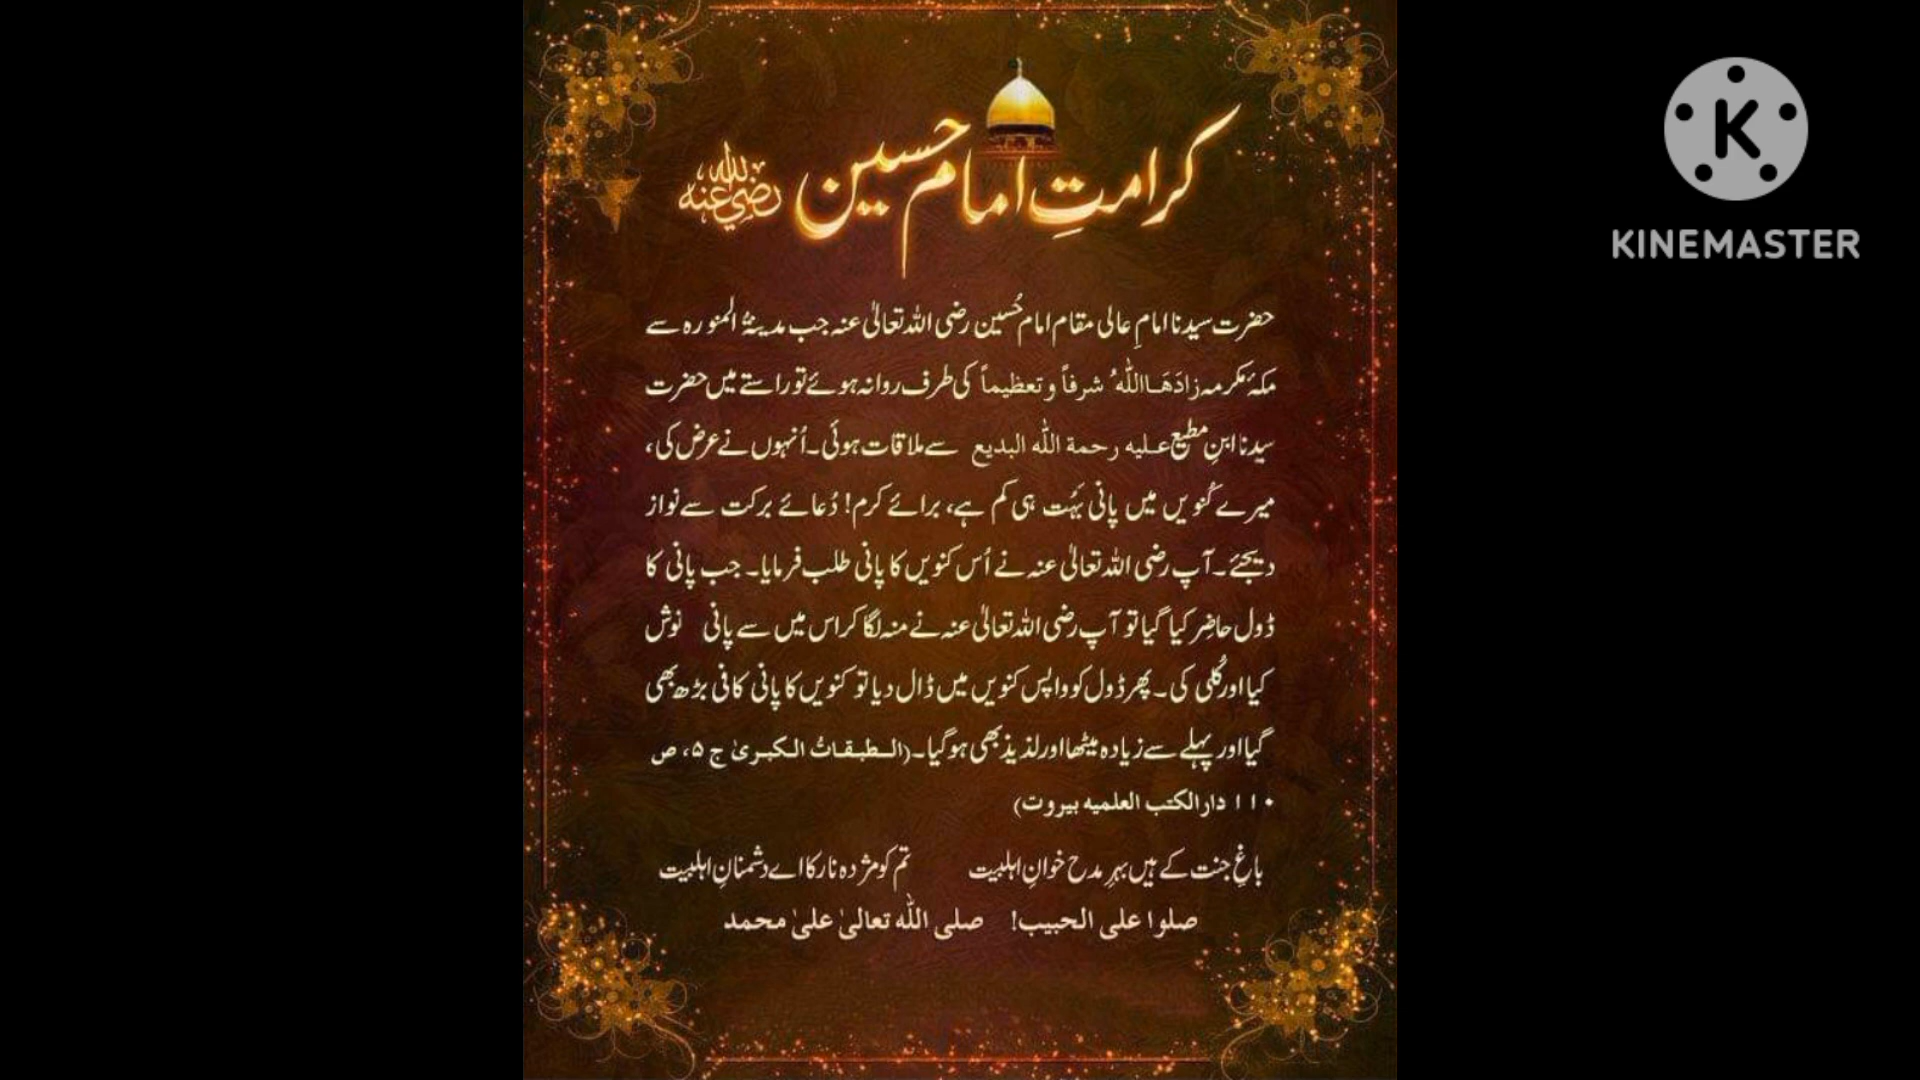 کرامتِ امام حسین رضی اللہ عنہ
حضرت سیدنا امامِ عالی مقام امام حُسین رضی اللہ تعالیٰ عنہ جب مدینۃُ المنورہ سے
مکۂ مکرمہ زادَھَا اللہُ شرفاً و تعظیماً کی طرف روانہ ہوئے تو راستے میں حضرت
سیّدنا ابنِ مطیع علیہ رحمۃ اللہ البدیع سے ملاقات ہوئی۔ اُنہوں نے عرض کی،
میرے کُنویں میں پانی بَہُت ہی کم ہے، برائے کرم! دُعائے برکت سے نواز
دیجئے۔ آپ رضی اللہ تعالیٰ عنہ نے اُس کنویں کا پانی طلب فرمایا۔ جب پانی کا
ڈول حاضِر کیا گیا تو آپ رضی اللہ تعالیٰ عنہ نے منہ لگا کر اس میں سے پانی نوش
کیا اور کُلی کی۔ پھر ڈول کو واپس کنویں میں ڈال دیا تو کنویں کا پانی کافی بڑھ بھی
گیا اور پہلے سے زیادہ میٹھا اور لذیذ بھی ہو گیا۔ (الطبقاتُ الکبریٰ ج ۵، ص
۱۱۰ دارالکتب العلمیہ بیروت)
باغِ جنت کے ہیں بہرِ مدح خوانِ اہلبیت تم کو مژدہ نار کا اے دشمنانِ اہلبیت
صلوا علی الحبیب! صلی اللہ تعالیٰ علیٰ محمد
K
KINEMASTER